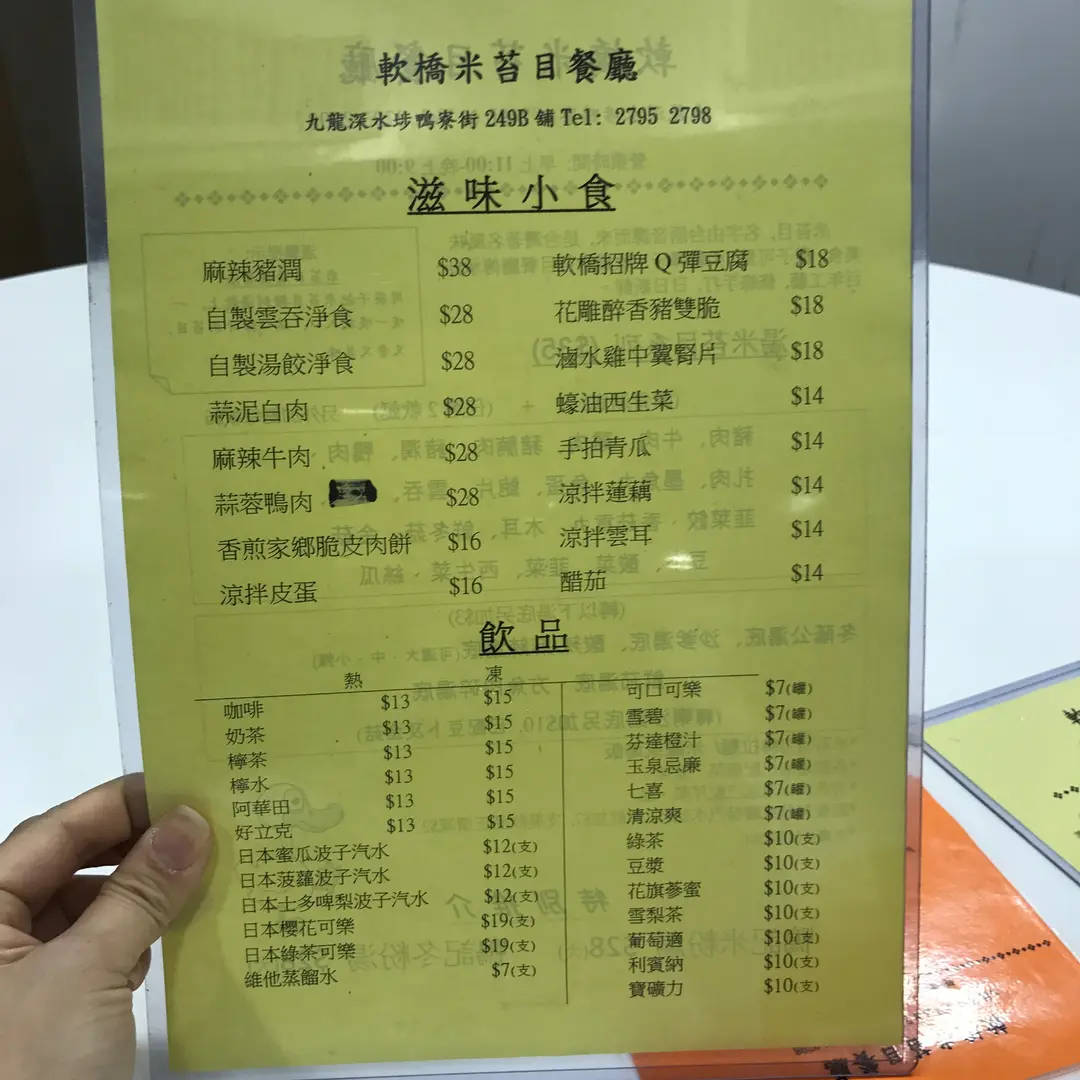 軟橋米苔目餐廳
九龍深水埗鴨寮街 249B 舖 Tel: 2795 2798
滋味小食
麻辣豬潤 $38 軟橋招牌 Q 彈豆腐 $18
自製雲吞淨食 $28 花雕醉香豬雙脆 $18
自製湯餃淨食 $28 滷水雞中翼腎片 $18
蒜泥白肉 $28 蠔油西生菜 $14
麻辣牛肉 $28 手拍青瓜 $14
蒜蓉鴨肉 $28 涼拌蓮藕 $14
香煎家鄉脆皮肉餅 $16 涼拌雲耳 $14
涼拌皮蛋 $16 醋茄 $14
飲品
熱 凍
咖啡 $13 $15 可口可樂 $7(罐)
奶茶 $13 $15 雪碧 $7(罐)
檸茶 $13 $15 芬達橙汁 $7(罐)
檸水 $13 $15 玉泉忌廉 $7(罐)
阿華田 $13 $15 七喜 $7(罐)
好立克 $13 $15 清涼爽 $7(罐)
日本蜜瓜波子汽水 $12(支) 綠茶 $10(支)
日本菠蘿波子汽水 $12(支) 豆漿 $10(支)
日本士多啤梨波子汽水 $12(支) 花旗蔘蜜 $10(支)
日本櫻花可樂 $19(支) 雪梨茶 $10(支)
日本綠茶可樂 $19(支) 葡萄適 $10(支)
維他蒸餾水 $7(支) 利賓納 $10(支)
寶礦力 $10(支)